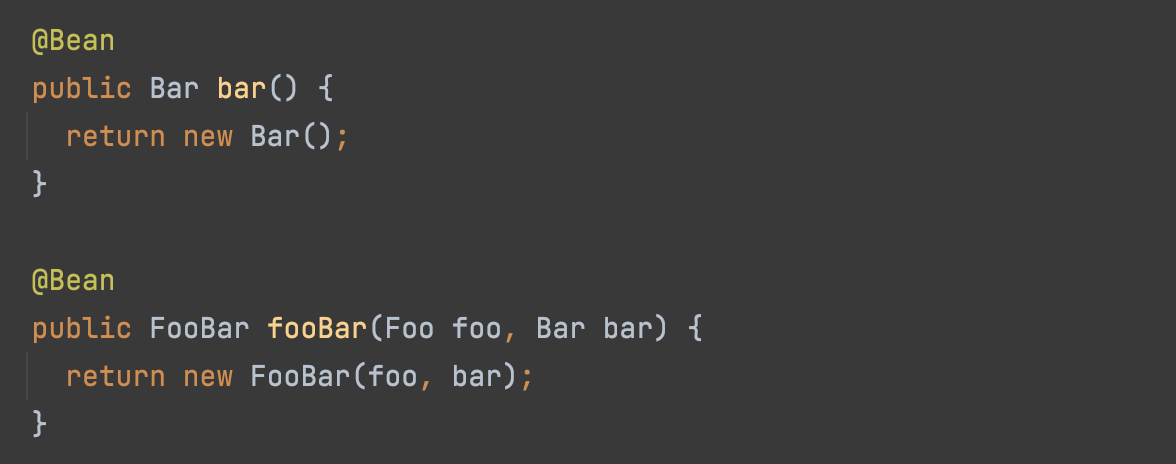 @Bean
public Bar bar() {
  return new Bar();
}

@Bean
public FooBar fooBar(Foo foo, Bar bar) {
  return new FooBar(foo, bar);
}